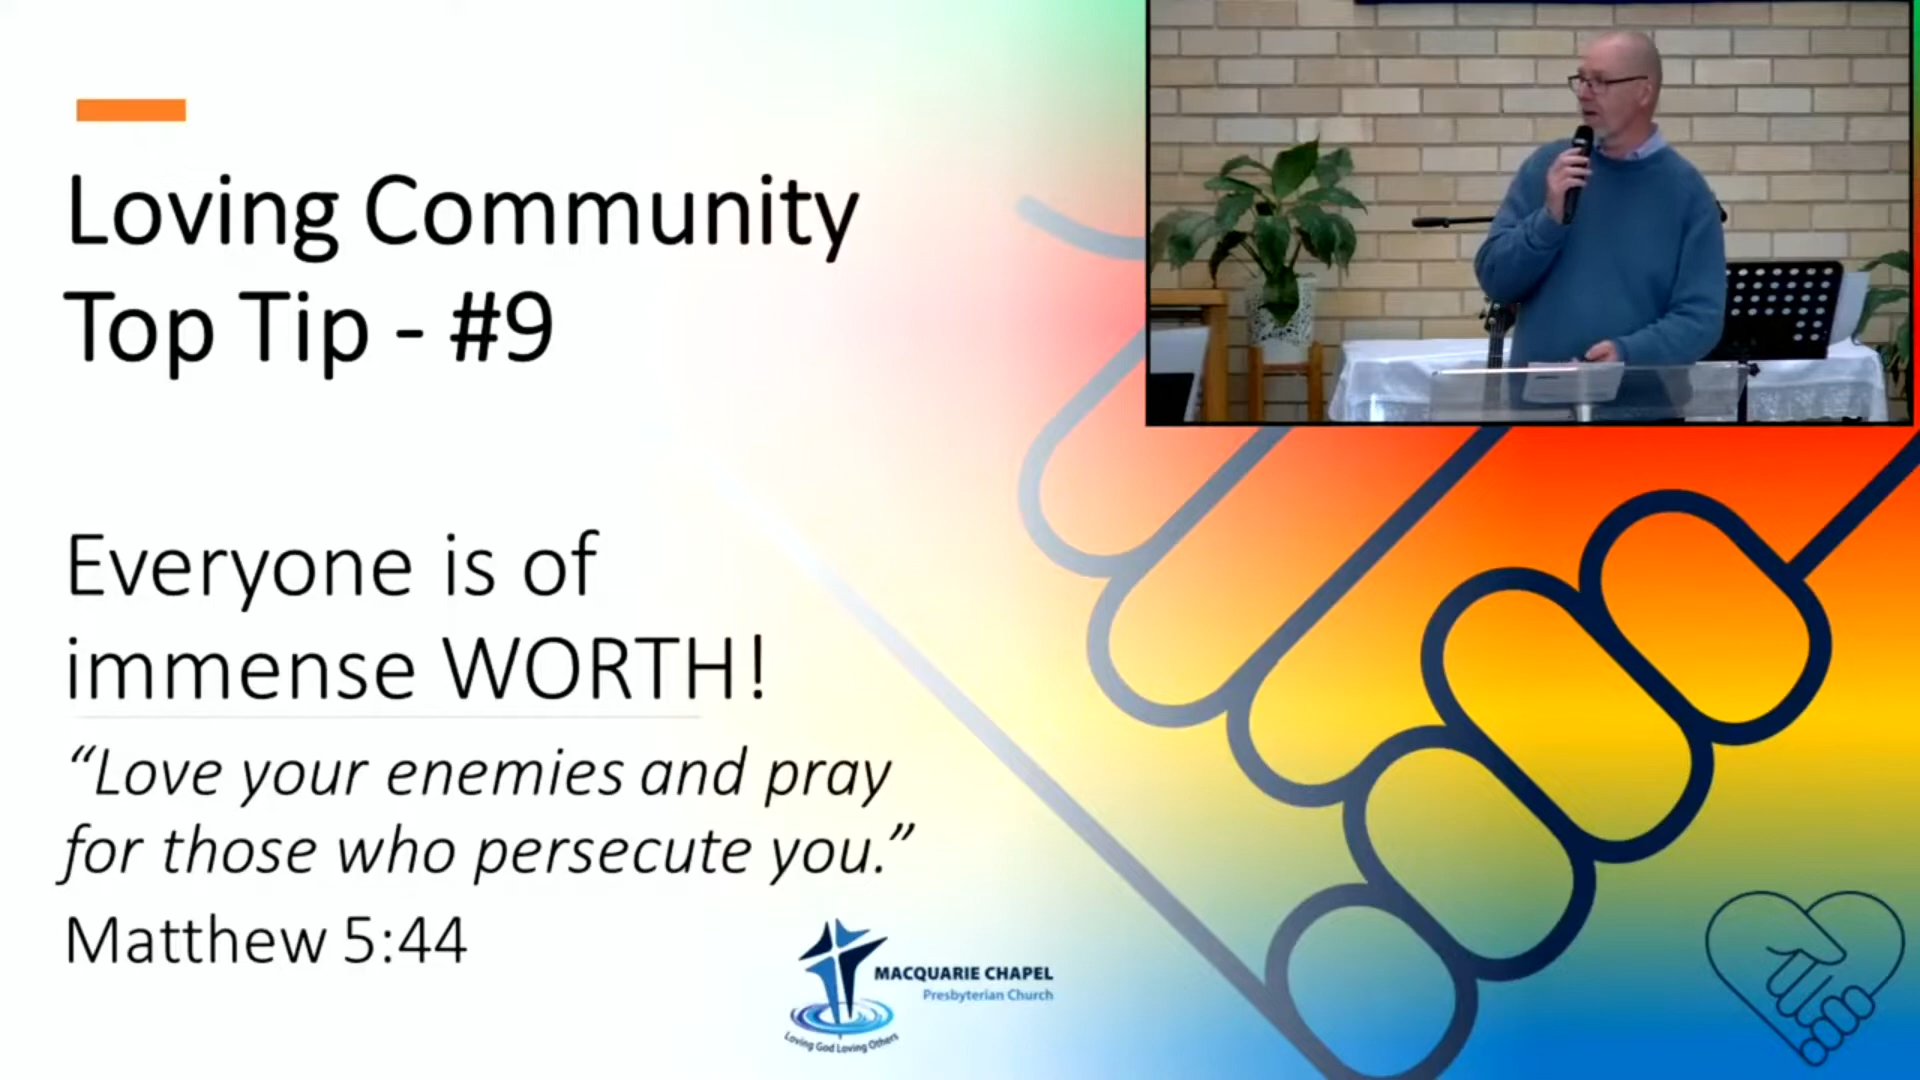 Loving Community
Top Tip - #9
Everyone is of
immense WORTH!
“Love your enemies and pray
for those who persecute you.”
Matthew 5:44
MACQUARIE CHAPEL
Presbyterian Church
Loving God Loving Others